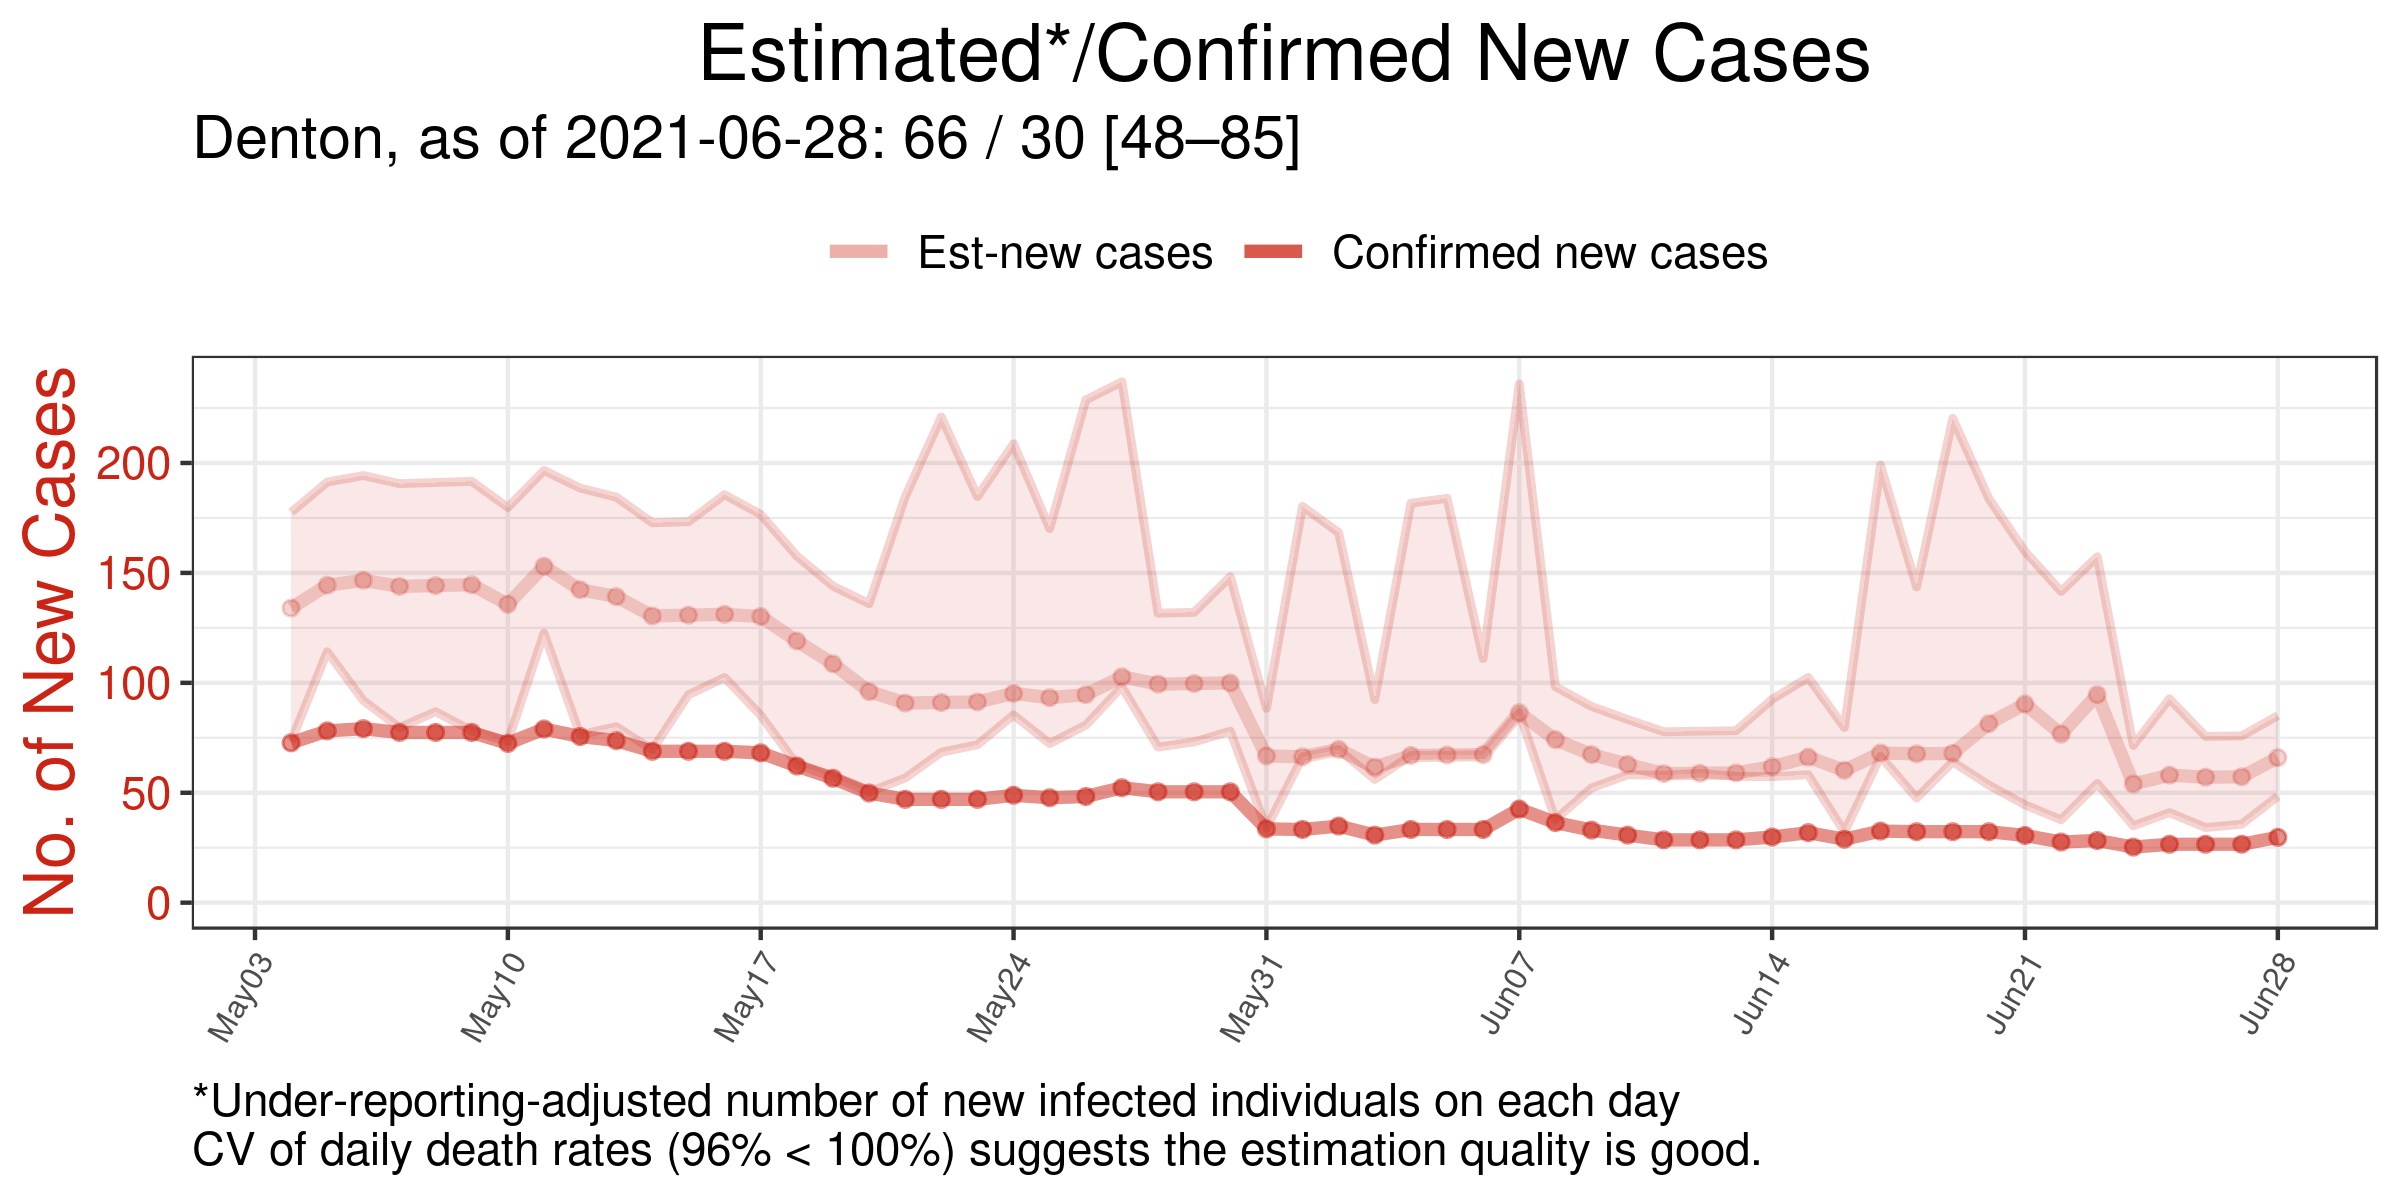 Estimated*/Confirmed New Cases
Denton, as of 2021-06-28: 66 / 30 [48–85]
Est-new cases
Confirmed new cases
No. of New Cases
200
150
100
50
0
May03
May10
May17
May24
May31
Jun07
Jun14
Jun21
Jun28
*Under-reporting-adjusted number of new infected individuals on each day
CV of daily death rates (96% < 100%) suggests the estimation quality is good.